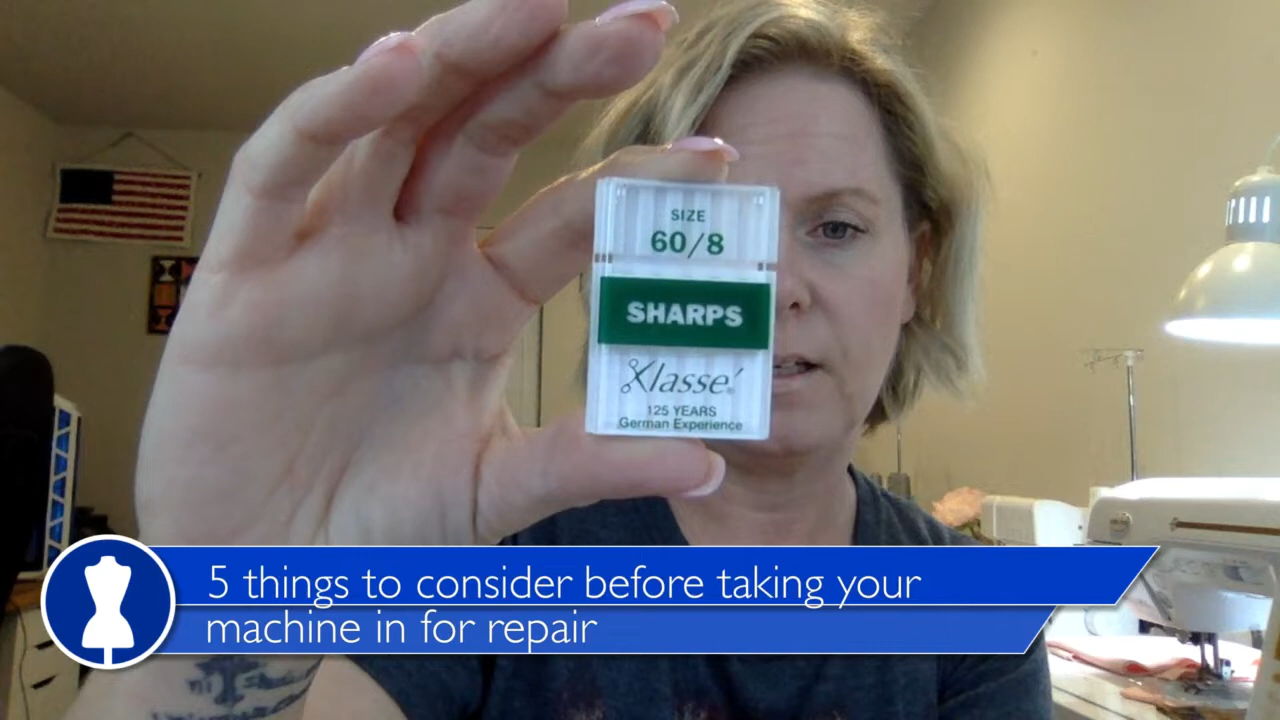 SIZE
60/8
SHARPS
Klassé®
125 YEARS
German Experience
5 things to consider before taking your
machine in for repair